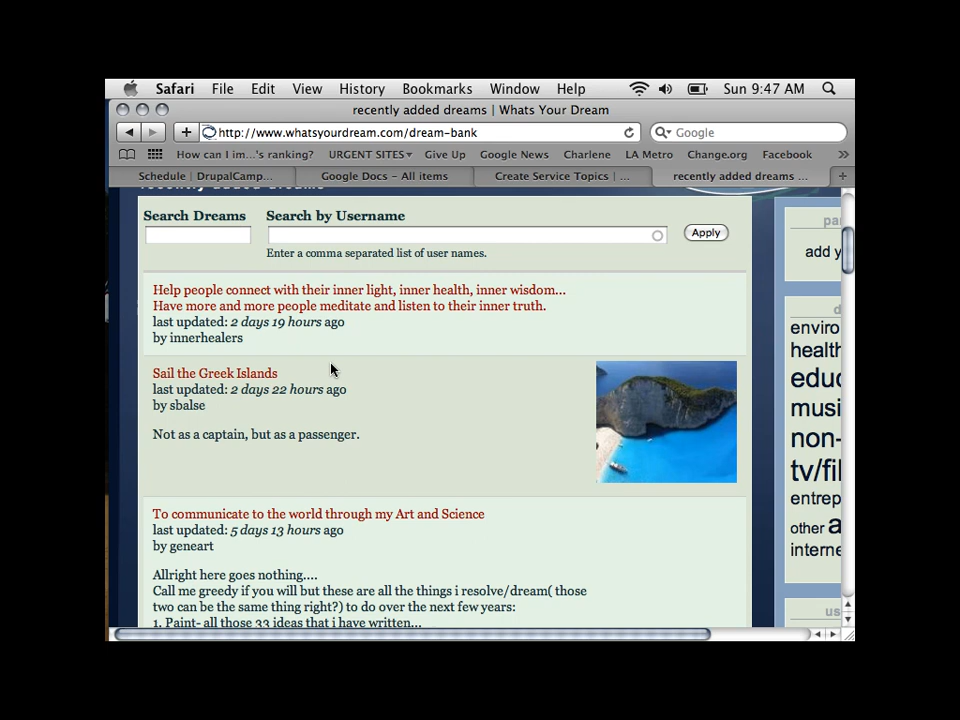 Safari File Edit View History Bookmarks Window Help Sun 9:47 AM
recently added dreams | Whats Your Dream
http://www.whatsyourdream.com/dream-bank Google
How can I im...'s ranking? URGENT SITES▾ Give Up Google News Charlene LA Metro Change.org Facebook »
Schedule | DrupalCamp... Google Docs - All items Create Service Topics | ... recently added dreams ... +
recently added dreams
Search Dreams Search by Username
Apply
Enter a comma separated list of user names.
Help people connect with their inner light, inner health, inner wisdom...
Have more and more people meditate and listen to their inner truth.
last updated: 2 days 19 hours ago
by innerhealers
Sail the Greek Islands
last updated: 2 days 22 hours ago
by sbalse
Not as a captain, but as a passenger.
To communicate to the world through my Art and Science
last updated: 5 days 13 hours ago
by geneart
Allright here goes nothing....
Call me greedy if you will but these are all the things i resolve/dream( those
two can be the same thing right?) to do over the next few years:
1. Paint- all those 33 ideas that i have written...
pa
add y
d
enviro
health
educ
musi
non-
tv/fil
entrep
other a
interne
us